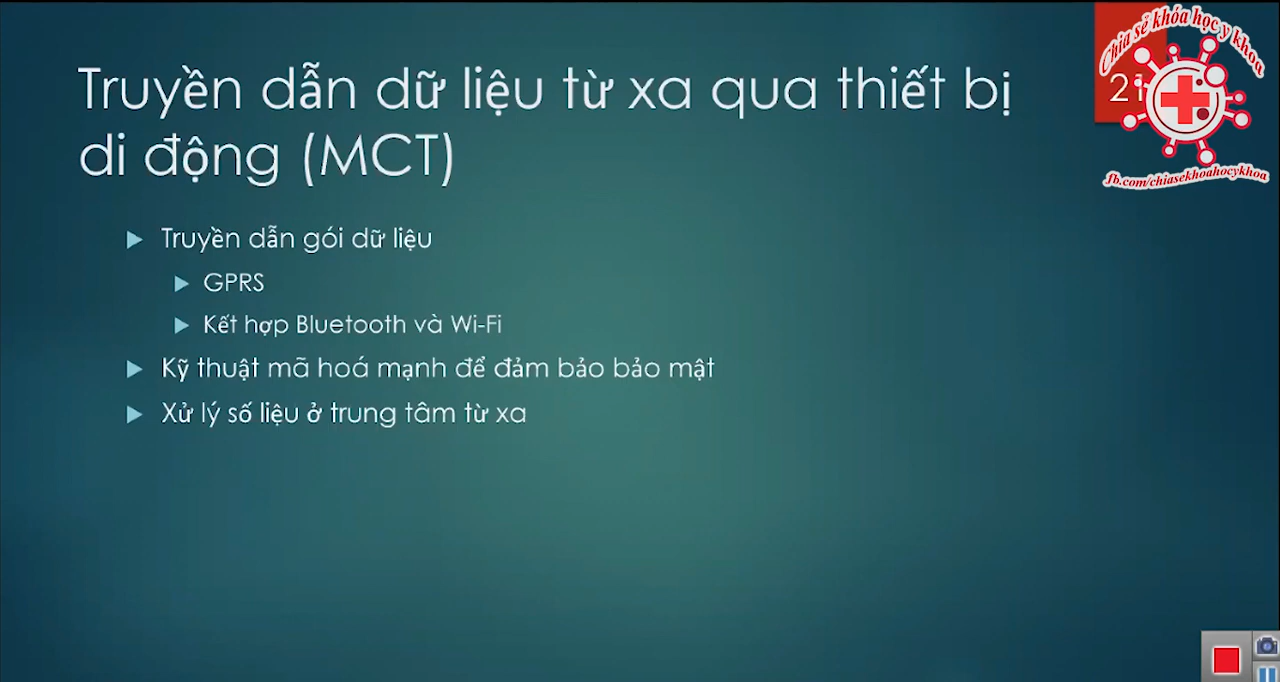 Chia sẻ khóa học y khoa
21
Truyền dẫn dữ liệu từ xa qua thiết bị
di động (MCT)
Truyền dẫn gói dữ liệu
GPRS
Kết hợp Bluetooth và Wi-Fi
Kỹ thuật mã hoá mạnh để đảm bảo bảo mật
Xử lý số liệu ở trung tâm từ xa
fb.com/chiasekhoahocykhoa